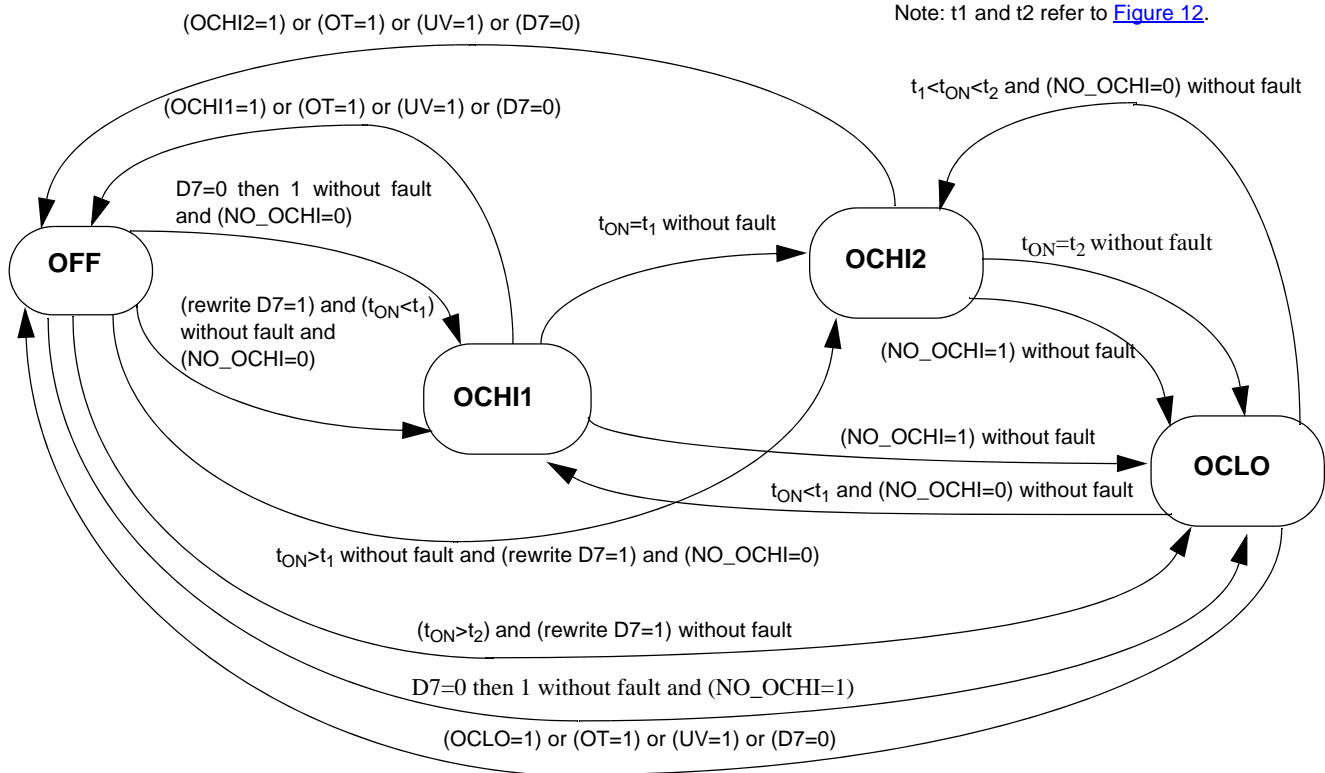 Note: t1 and t2 refer to Figure 12.
(OCHI2=1) or (OT=1) or (UV=1) or (D7=0)
t1<tON<t2 and (NO_OCHI=0) without fault
(OCHI1=1) or (OT=1) or (UV=1) or (D7=0)
D7=0 then 1 without fault
and (NO_OCHI=0)
tON=t1 without fault
OFF
OCHI2
tON=t2 without fault
(rewrite D7=1) and (tON<t1)
without fault and
(NO_OCHI=0)
(NO_OCHI=1) without fault
OCHI1
(NO_OCHI=1) without fault
OCLO
tON<t1 and (NO_OCHI=0) without fault
tON>t1 without fault and (rewrite D7=1) and (NO_OCHI=0)
(tON>t2) and (rewrite D7=1) without fault
D7=0 then 1 without fault and (NO_OCHI=1)
(OCLO=1) or (OT=1) or (UV=1) or (D7=0)